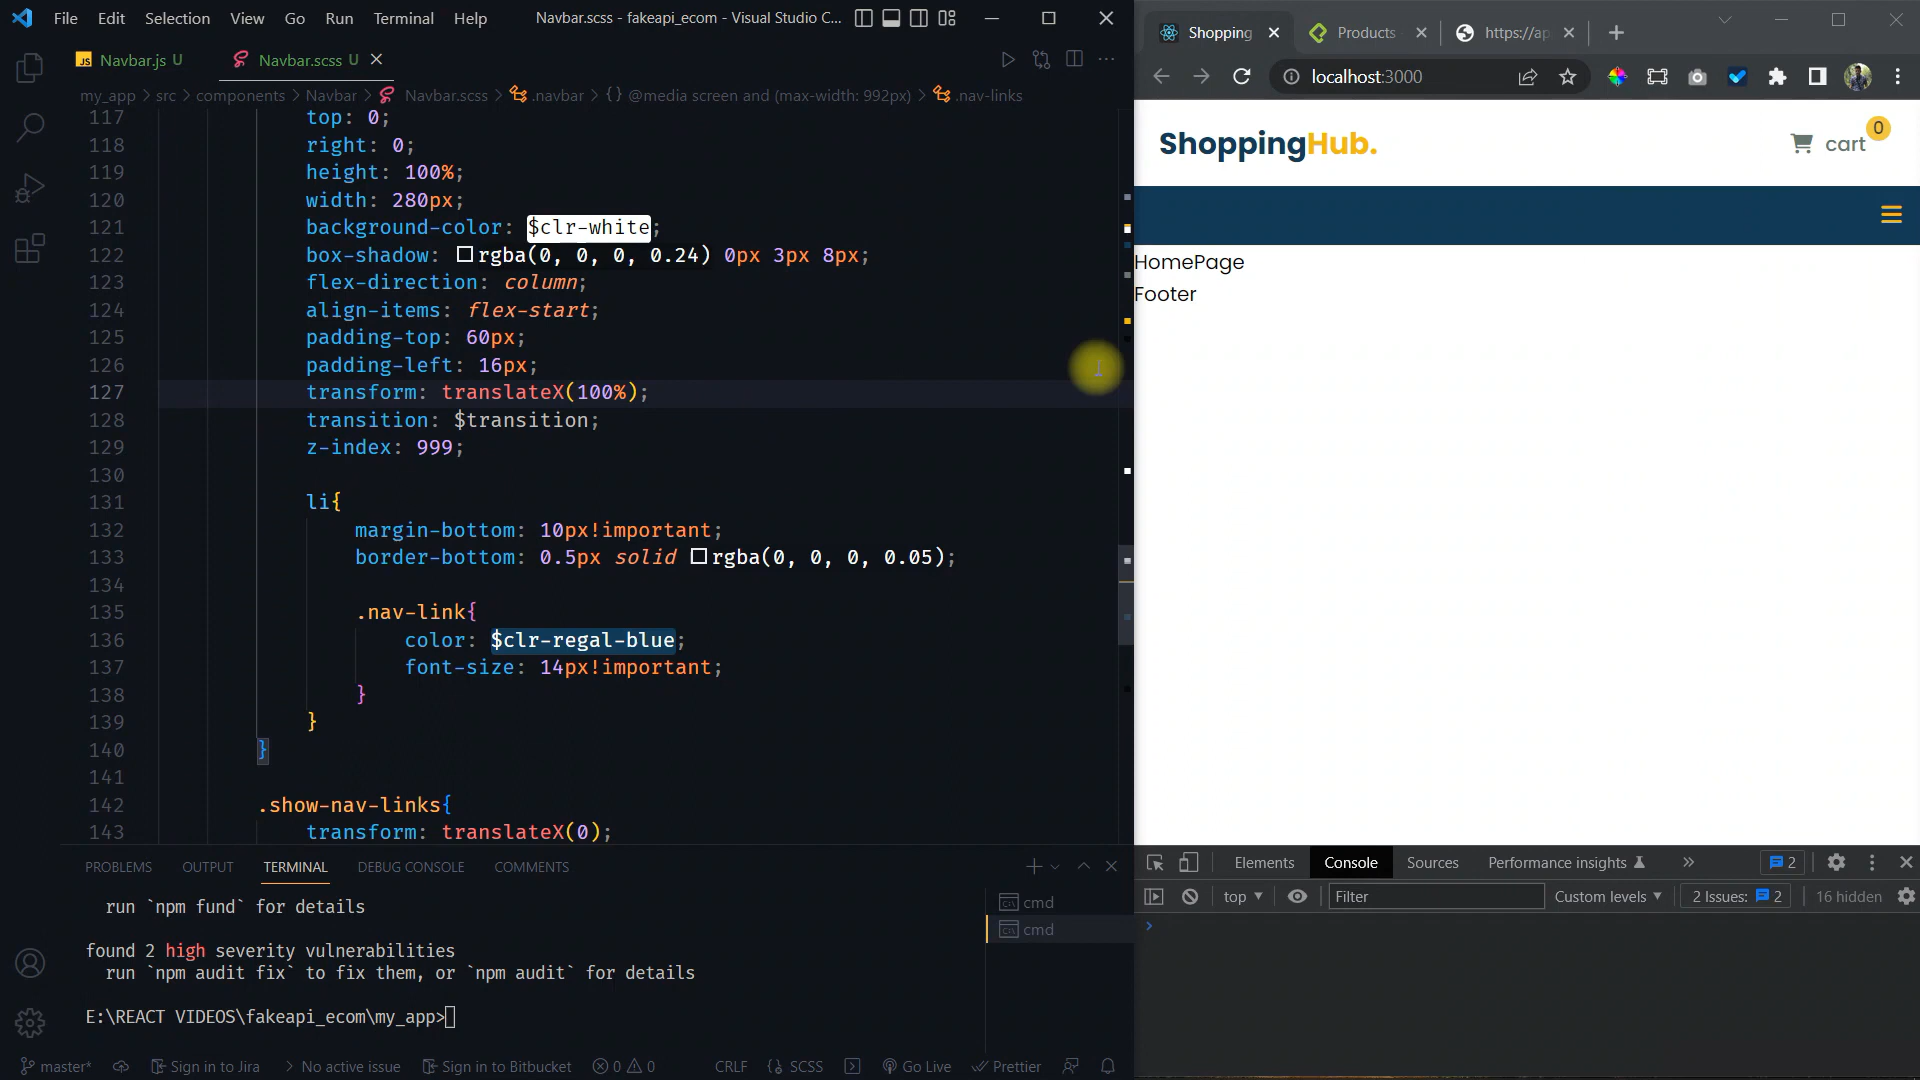 File Edit Selection View Go Run Terminal Help Navbar.scss - fakeapi_ecom - Visual Studio C...
JS Navbar.js U Navbar.scss U
my_app > src > components > Navbar > Navbar.scss > .navbar > {} @media screen and (max-width: 992px) > .nav-links
117 top: 0;
118 right: 0;
119 height: 100%;
120 width: 280px;
121 background-color: $clr-white;
122 box-shadow: rgba(0, 0, 0, 0.24) 0px 3px 8px;
123 flex-direction: column;
124 align-items: flex-start;
125 padding-top: 60px;
126 padding-left: 16px;
127 transform: translateX(100%);
128 transition: $transition;
129 z-index: 999;
130
131 li{
132 margin-bottom: 10px!important;
133 border-bottom: 0.5px solid rgba(0, 0, 0, 0.05);
134
135 .nav-link{
136 color: $clr-regal-blue;
137 font-size: 14px!important;
138 }
139 }
140 }
141
142 .show-nav-links{
143 transform: translateX(0);
PROBLEMS OUTPUT TERMINAL DEBUG CONSOLE COMMENTS
run `npm fund` for details
found 2 high severity vulnerabilities
run `npm audit fix` to fix them, or `npm audit` for details
E:\REACT VIDEOS\fakeapi_ecom\my_app>
cmd
cmd
master* Sign in to Jira No active issue Sign in to Bitbucket 0 0 CRLF {} SCSS Go Live Prettier
Shopping Products https://ap
localhost:3000
ShoppingHub. cart 0
HomePage
Footer
Elements Console Sources Performance insights » 2
top Filter Custom levels 2 Issues: 2 16 hidden